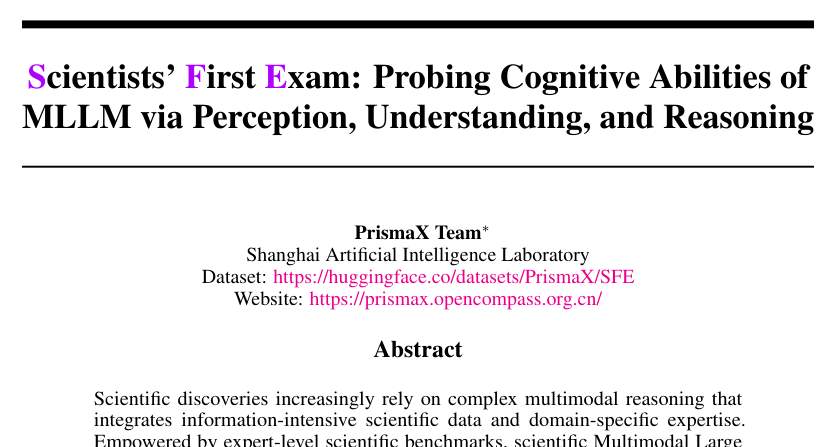 Scientists’ First Exam: Probing Cognitive Abilities of
MLLM via Perception, Understanding, and Reasoning
PrismaX Team*
Shanghai Artificial Intelligence Laboratory
Dataset: https://huggingface.co/datasets/PrismaX/SFE
Website: https://prismax.opencompass.org.cn/
Abstract
Scientific discoveries increasingly rely on complex multimodal reasoning that
integrates information-intensive scientific data and domain-specific expertise.
Empowered by expert-level scientific benchmarks, scientific Multimodal Large